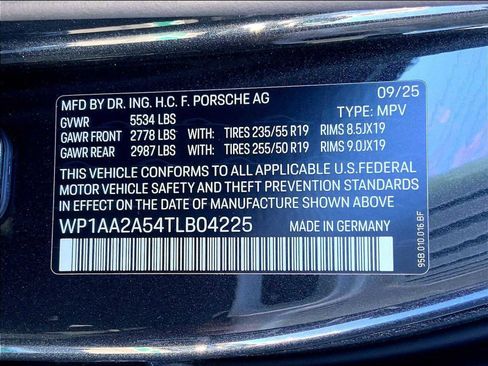 MFD BY DR. ING. H.C. F. PORSCHE AG 09/25
GVWR 5534 LBS TYPE: MPV
GAWR FRONT 2778 LBS WITH: TIRES 235/55 R19 RIMS 8.5JX19
GAWR REAR 2987 LBS WITH: TIRES 255/50 R19 RIMS 9.0JX19
THIS VEHICLE CONFORMS TO ALL APPLICABLE U.S.FEDERAL
MOTOR VEHICLE SAFETY AND THEFT PREVENTION STANDARDS
IN EFFECT ON THE DATE OF MANUFACTURE SHOWN ABOVE
WP1AA2A54TLB04225
95B.010.016.BF